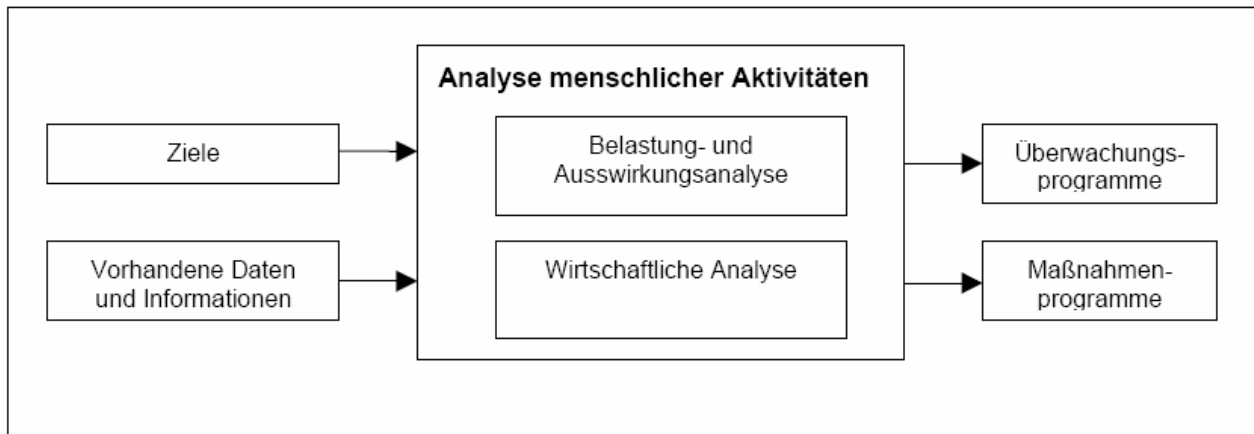 Analyse menschlicher Aktivitäten
Ziele
Vorhandene Daten
und Informationen
Belastung- und
Ausswirkungsanalyse
Wirtschaftliche Analyse
Überwachungs-
programme
Maßnahmen-
programme